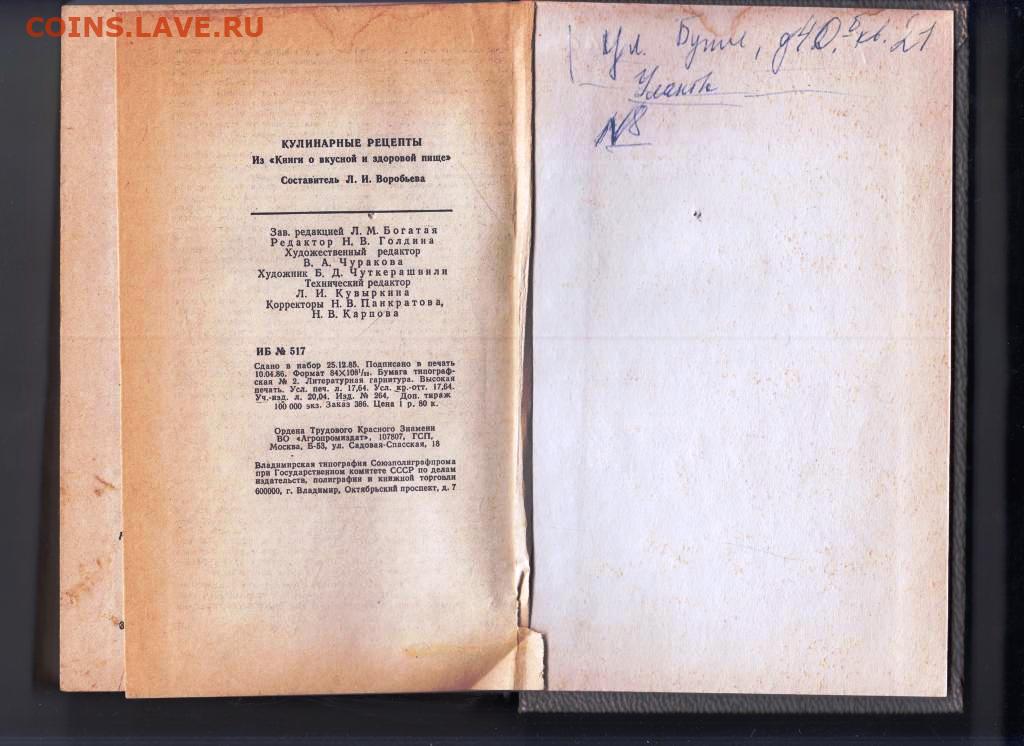 COINS.LAVE.RU
КУЛИНАРНЫЕ РЕЦЕПТЫ
Из «Книги о вкусной и здоровой пище»
Составитель Л. И. Воробьева
Зав. редакцией Л. М. Богатая
Редактор Н. В. Голдина
Художественный редактор
В. А. Чуракова
Художник Б. Д. Чуткерашвили
Технический редактор
Л. И. Кувыркина
Корректоры Н. В. Панкратова,
Н. В. Карпова
ИБ № 517
Сдано в набор 25.12.85. Подписано в печать
10.04.86. Формат 84×108¹/₃₂. Бумага типограф-
ская № 2. Литературная гарнитура. Высокая
печать. Усл. печ. л. 17,64. Усл. кр.-отт. 17,64.
Уч.-изд. л. 20,04. Изд. № 264. Доп. тираж
100 000 экз. Заказ 386. Цена 1 р. 80 к.
Ордена Трудового Красного Знамени
ВО «Агропромиздат», 107807, ГСП,
Москва, Б-53, ул. Садовая-Спасская, 18
Владимирская типография Союзполиграфпрома
при Государственном комитете СССР по делам
издательств, полиграфии и книжной торговли
600000, г. Владимир, Октябрьский проспект, д. 7
ул. кв. 21
№8